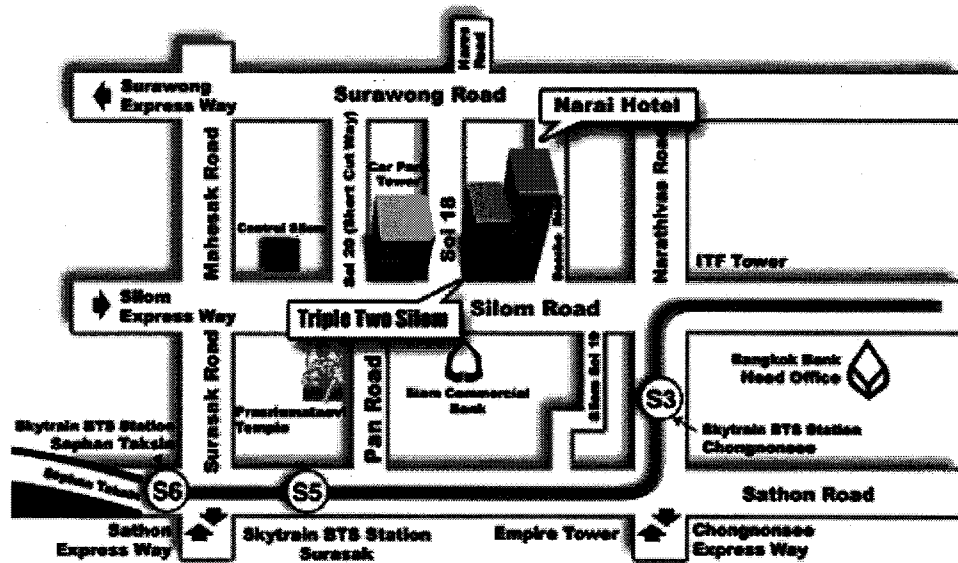 Surawong
Express Way
Surawong Road
Narai Hotel
Mahesak Road
Soi 20 (Short Cut Way)
Car Park
Tower
Soi 18
Narathivas Road
Central Silom
ITF Tower
Silom
Express Way
Triple Two Silom
Silom Road
Surasak Road
Pan Road
Temple
Siam Commercial
Bank
Silom Soi 19
Bangkok Bank
Head Office
S3
Skytrain BTS Station
Chongnonsee
Skytrain BTS Station
Saphan Taksin
Saphan Taksin
S6
S5
Sathon Road
Sathon
Express Way
Skytrain BTS Station
Surasak
Empire Tower
Chongnonsee
Express Way